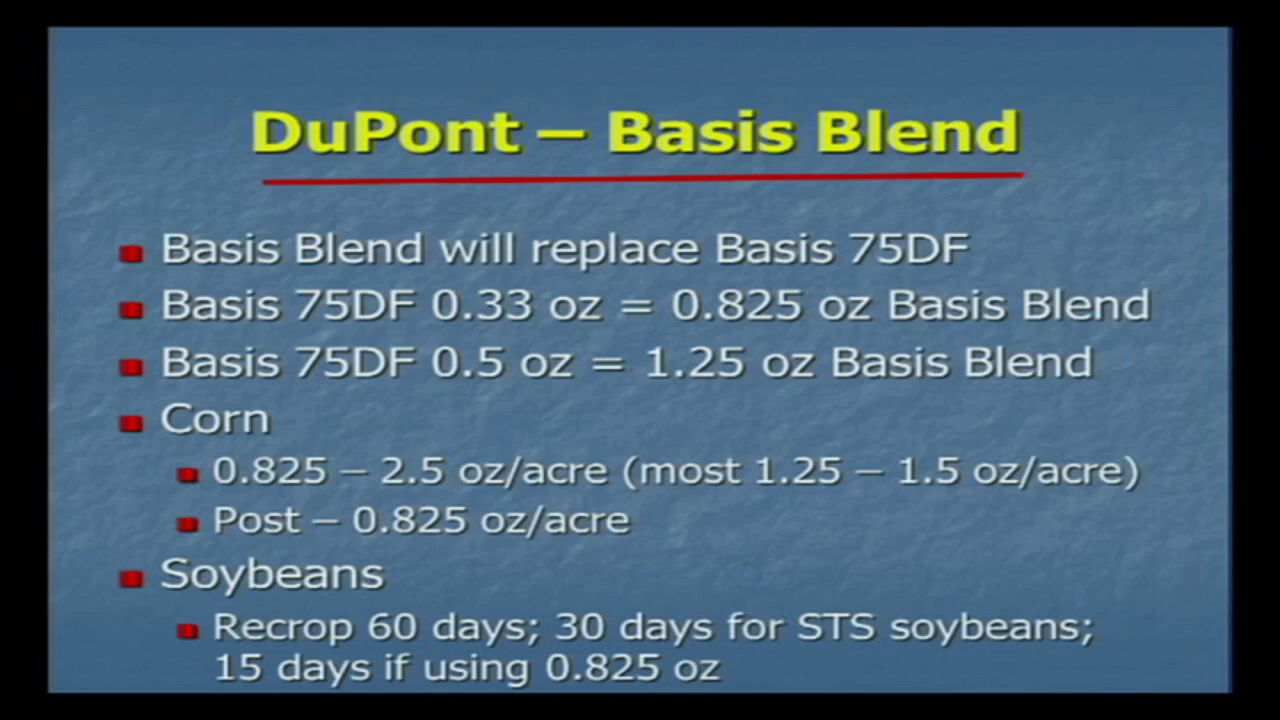 DuPont – Basis Blend
Basis Blend will replace Basis 75DF
Basis 75DF 0.33 oz = 0.825 oz Basis Blend
Basis 75DF 0.5 oz = 1.25 oz Basis Blend
Corn
0.825 – 2.5 oz/acre (most 1.25 – 1.5 oz/acre)
Post – 0.825 oz/acre
Soybeans
Recrop 60 days; 30 days for STS soybeans;
15 days if using 0.825 oz